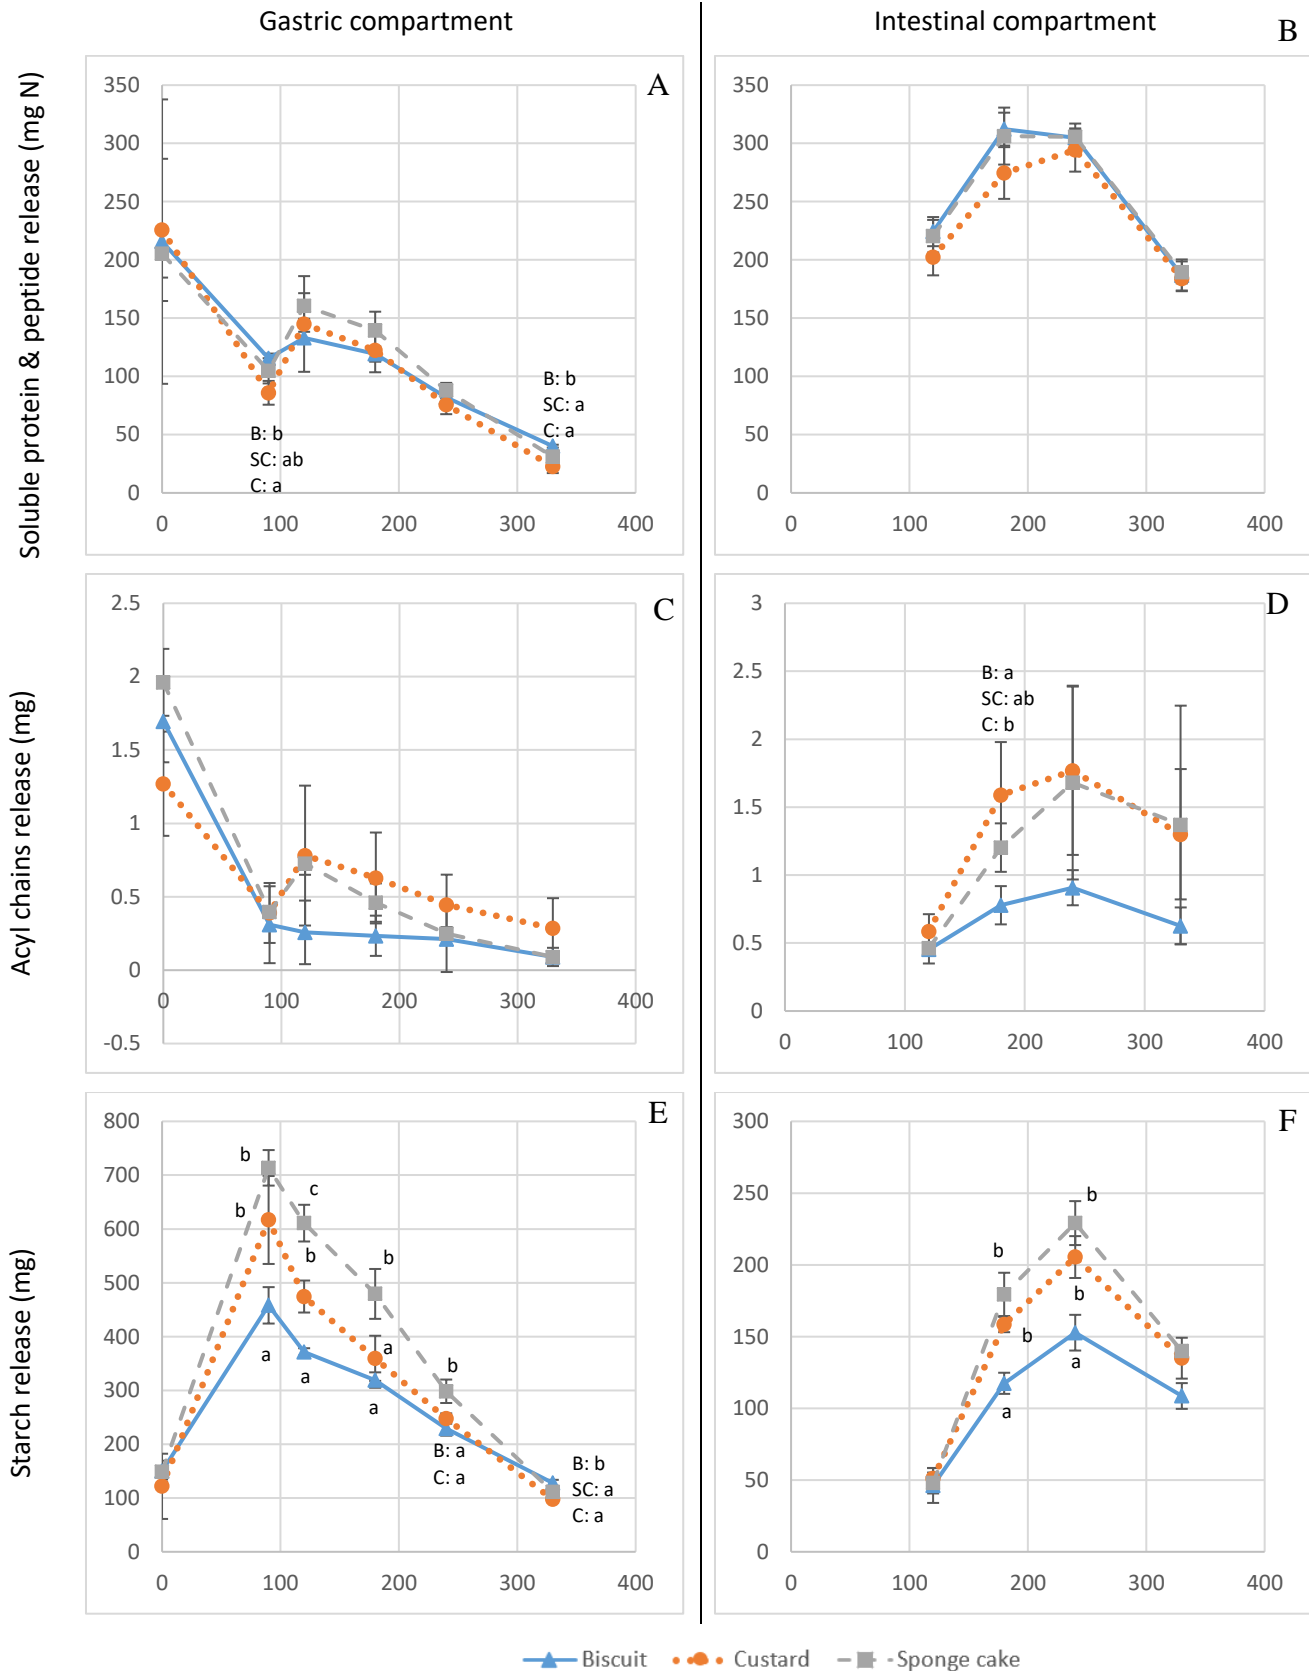 Gastric compartment
Intestinal compartment
Soluble protein & peptide release (mg N)
A
350
300
250
200
150
100
50
0
0
100
200
300
400
B: b
SC: ab
C: a
B: b
SC: a
C: a
B
350
300
250
200
150
100
50
0
0
100
200
300
400
Acyl chains release (mg)
C
2.5
2
1.5
1
0.5
0
-0.5
0
100
200
300
400
D
3
2.5
2
1.5
1
0.5
0
0
100
200
300
400
B: a
SC: ab
C: b
Starch release (mg)
E
800
700
600
500
400
300
200
100
0
0
100
200
300
400
b
b
a
c
b
a
b
a
a
b
B: a
C: a
B: b
SC: a
C: a
F
300
250
200
150
100
50
0
0
100
200
300
400
b
b
a
b
b
a
Biscuit
Custard
Sponge cake